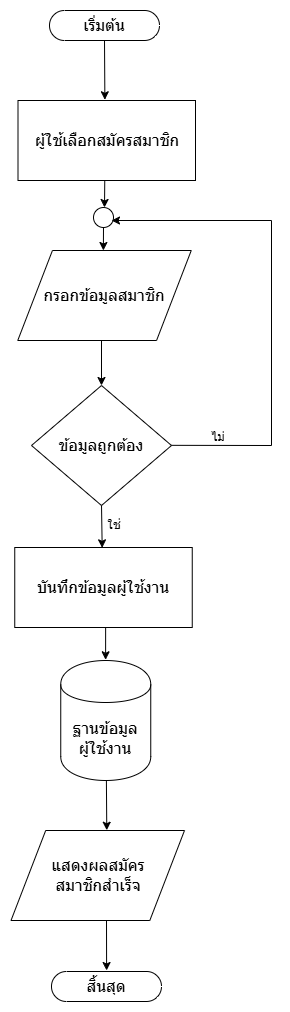 เริ่มต้น
ผู้ใช้เลือกสมัครสมาชิก
กรอกข้อมูลสมาชิก
ข้อมูลถูกต้อง
ไม่
ใช่
บันทึกข้อมูลผู้ใช้งาน
ฐานข้อมูล
ผู้ใช้งาน
แสดงผลสมัคร
สมาชิกสำเร็จ
สิ้นสุด